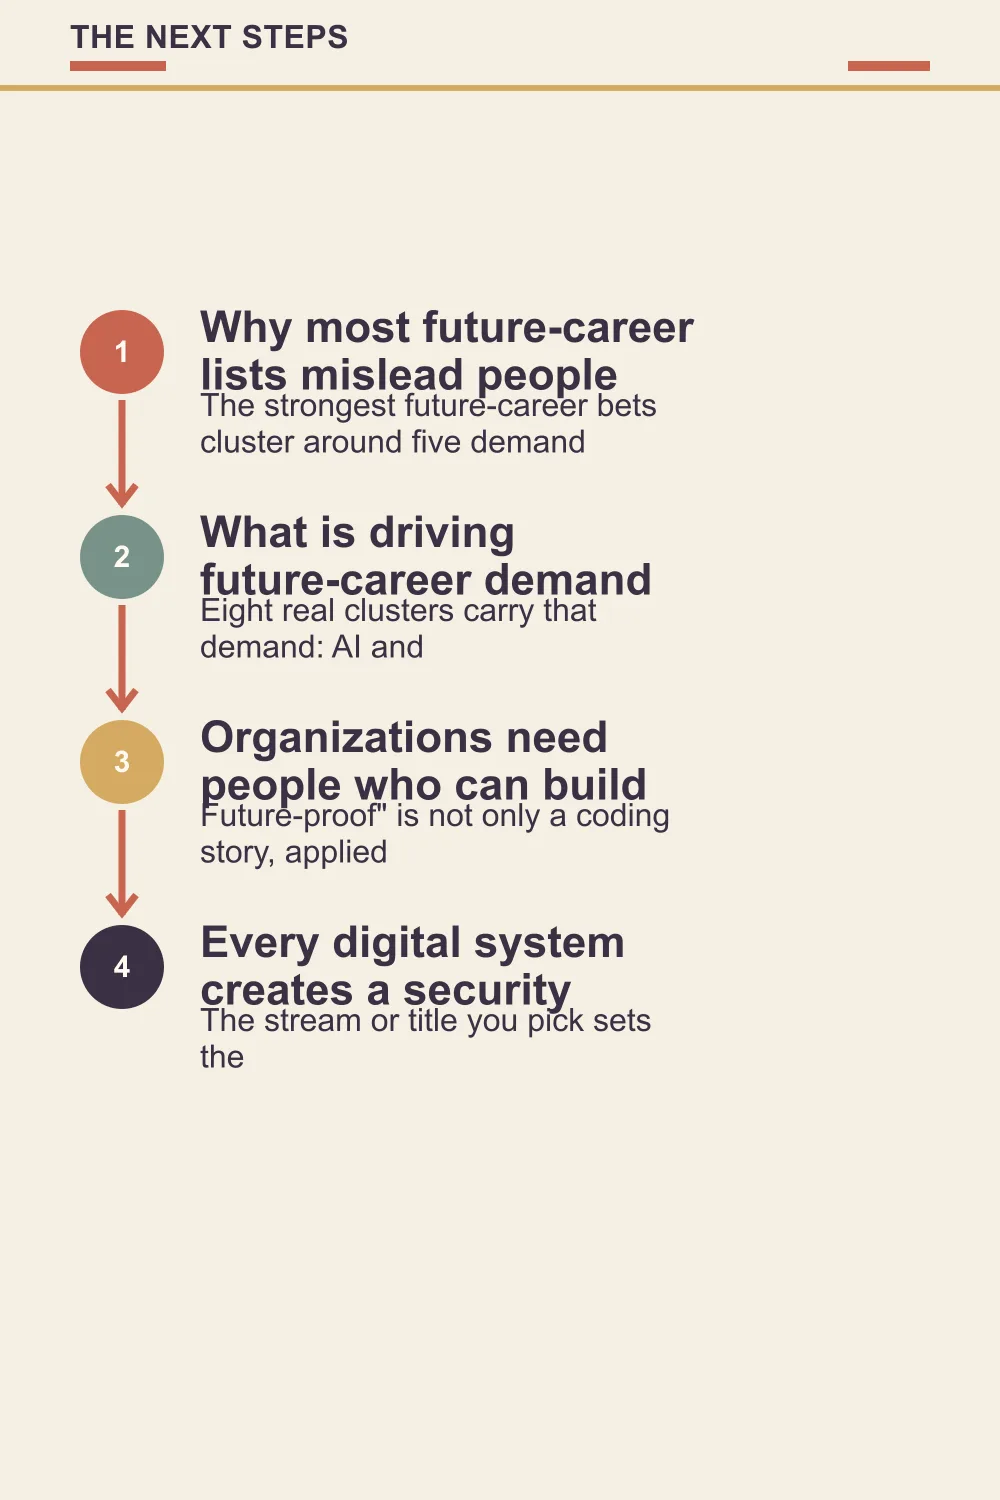 THE NEXT STEPS
1
Why most future-career
lists mislead people
The strongest future-career bets
cluster around five demand
2
What is driving
future-career demand
Eight real clusters carry that
demand: AI and
3
Organizations need
people who can build
Future-proof" is not only a coding
story, applied
4
Every digital system
creates a security
The stream or title you pick sets
the